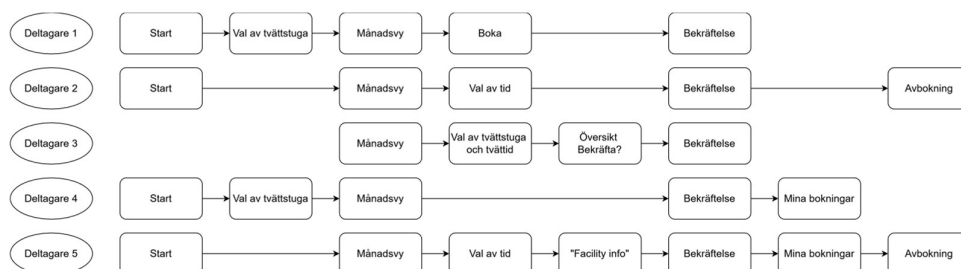 Deltagare 1
Start
Val av tvättstuga
Månadsvy
Boka
Bekräftelse
Deltagare 2
Start
Månadsvy
Val av tid
Bekräftelse
Avbokning
Deltagare 3
Månadsvy
Val av tvättstuga
och tvättid
Översikt
Bekräfta?
Bekräftelse
Deltagare 4
Start
Val av tvättstuga
Månadsvy
Bekräftelse
Mina bokningar
Deltagare 5
Start
Månadsvy
Val av tid
"Facility info"
Bekräftelse
Mina bokningar
Avbokning